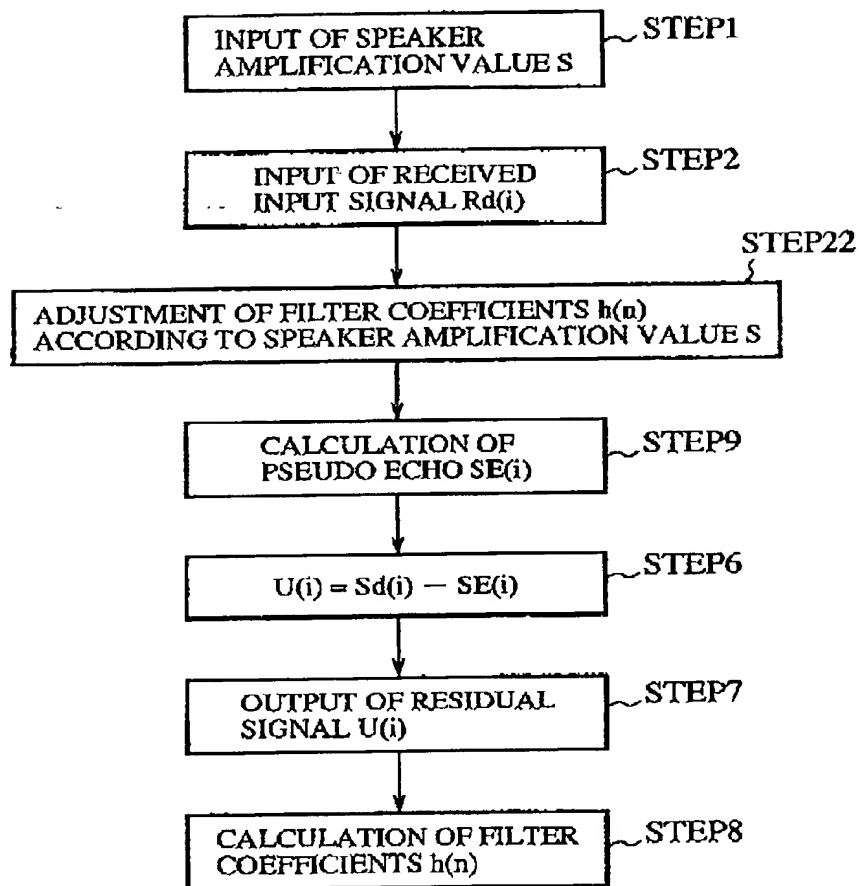 INPUT OF SPEAKER
AMPLIFICATION VALUE S
STEP1
INPUT OF RECEIVED
INPUT SIGNAL Rd(i)
STEP2
STEP22
ADJUSTMENT OF FILTER COEFFICIENTS h(n)
ACCORDING TO SPEAKER AMPLIFICATION VALUE S
CALCULATION OF
PSEUDO ECHO SE(i)
STEP9
U(i) = Sd(i) — SE(i)
STEP6
OUTPUT OF RESIDUAL
SIGNAL U(i)
STEP7
CALCULATION OF FILTER
COEFFICIENTS h(n)
STEP8